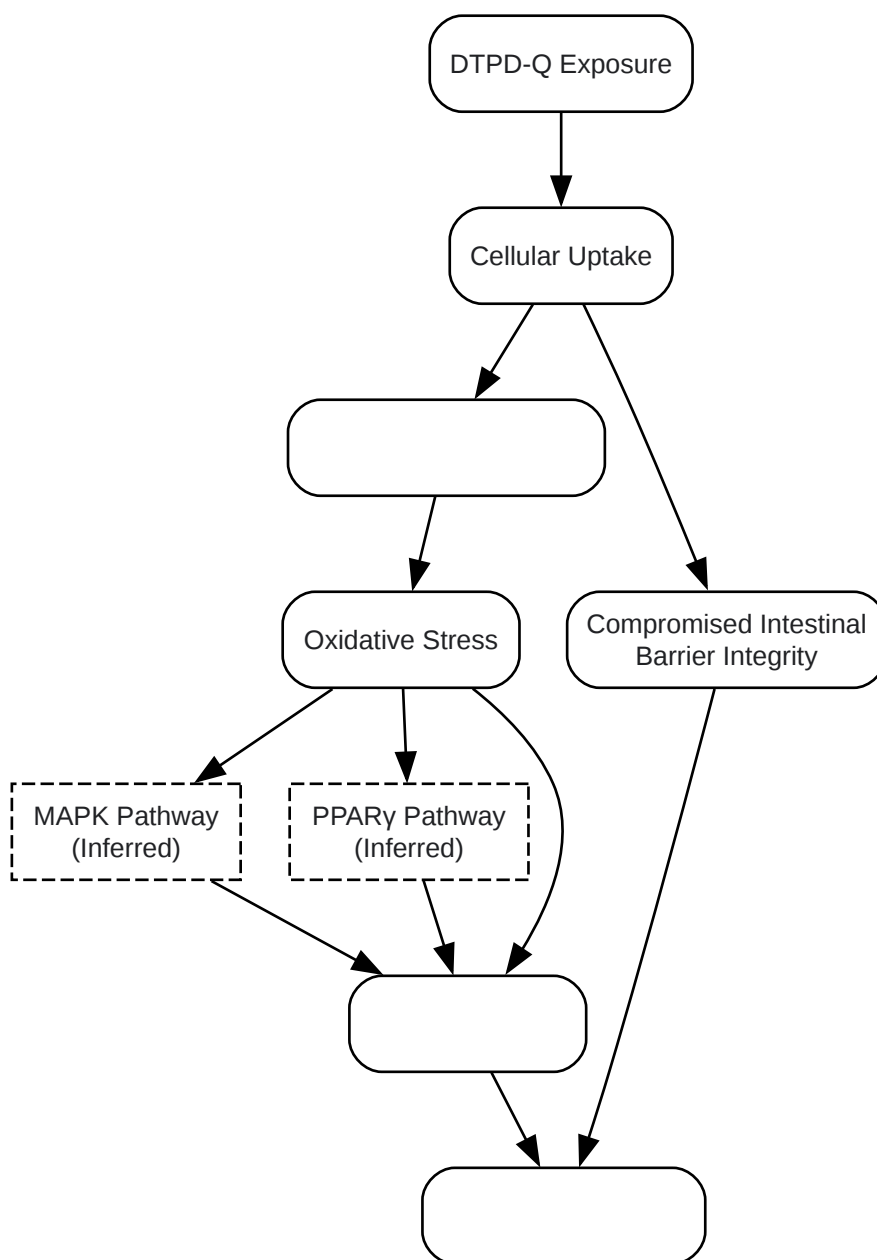 DTPD-Q Exposure
Cellular Uptake
Oxidative Stress
Compromised Intestinal
Barrier Integrity
MAPK Pathway
(Inferred)
PPARγ Pathway
(Inferred)